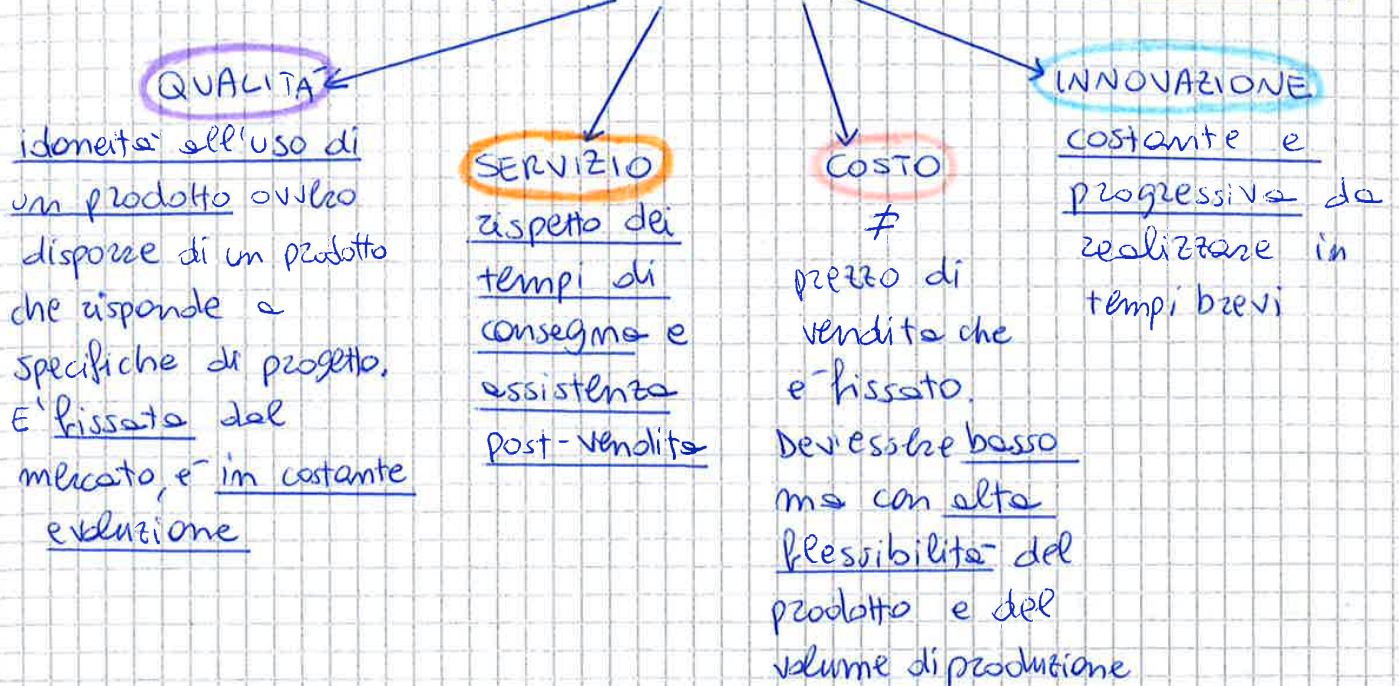 QUALITÀ
idoneità all'uso di
un prodotto ovvero
disporre di un prodotto
che risponde a
specifiche di progetto.
E' fissata dal
mercato, è in costante
evoluzione
SERVIZIO
rispetto dei
tempi di
consegna e
assistenza
post-vendita
COSTO
≠
prezzo di
vendita che
è fissato.
Dev'essere basso
ma con alta
flessibilità del
prodotto e del
volume di produzione
INNOVAZIONE
costante e
progressiva da
realizzare in
tempi brevi